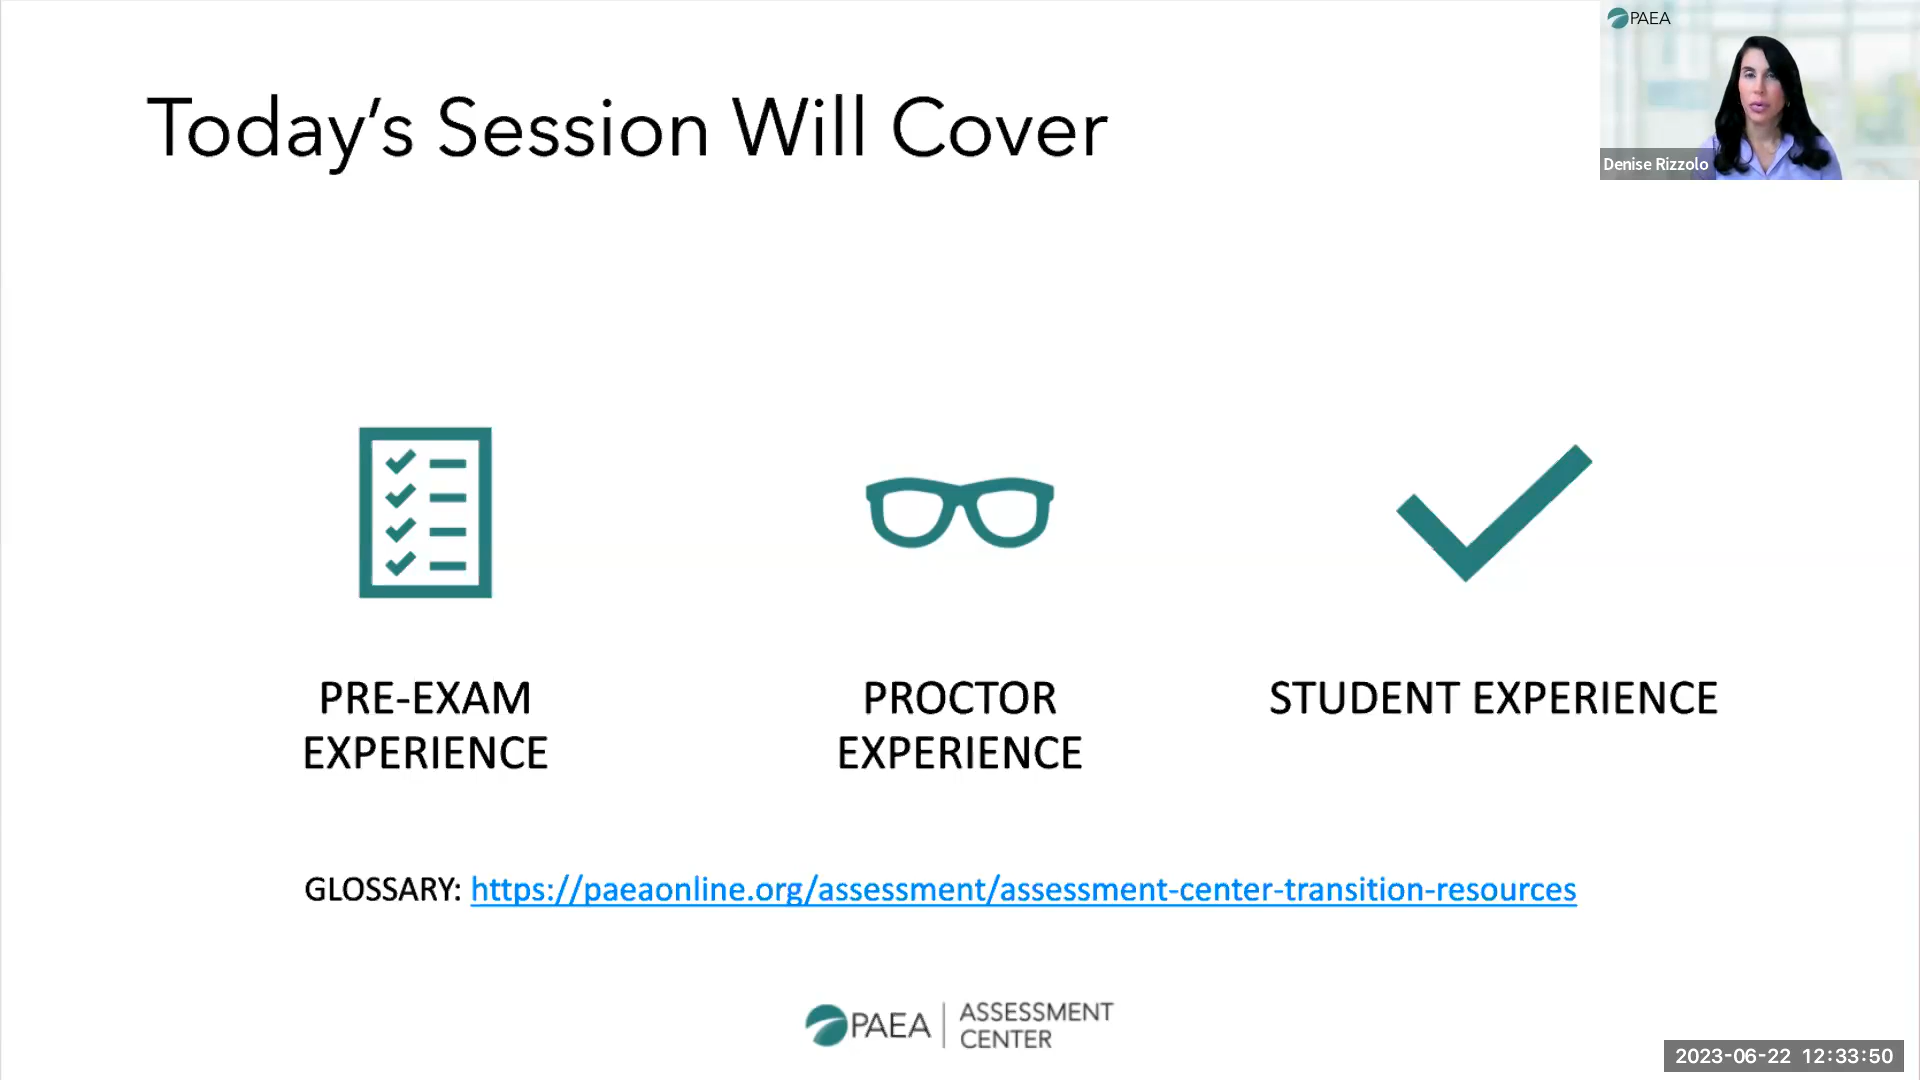 PAEA
Today's Session Will Cover
Denise Rizzolo
PRE-EXAM
EXPERIENCE
PROCTOR
EXPERIENCE
STUDENT EXPERIENCE
GLOSSARY: https://paeaonline.org/assessment/assessment-center-transition-resources
PAEA | ASSESSMENT
CENTER
2023-06-22 12:33:50